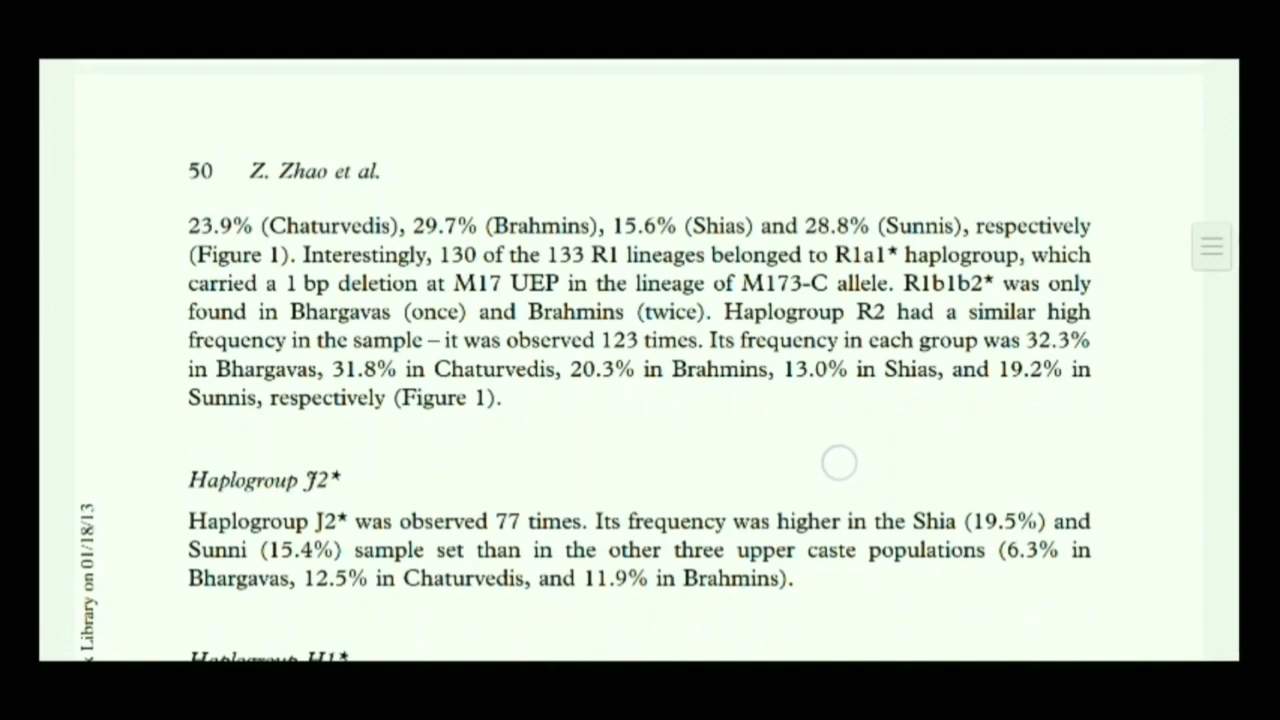 50 Z. Zhao et al.
23.9% (Chaturvedis), 29.7% (Brahmins), 15.6% (Shias) and 28.8% (Sunnis), respectively
(Figure 1). Interestingly, 130 of the 133 R1 lineages belonged to R1a1* haplogroup, which
carried a 1 bp deletion at M17 UEP in the lineage of M173-C allele. R1b1b2* was only
found in Bhargavas (once) and Brahmins (twice). Haplogroup R2 had a similar high
frequency in the sample – it was observed 123 times. Its frequency in each group was 32.3%
in Bhargavas, 31.8% in Chaturvedis, 20.3% in Brahmins, 13.0% in Shias, and 19.2% in
Sunnis, respectively (Figure 1).
Haplogroup J2*
Haplogroup J2* was observed 77 times. Its frequency was higher in the Shia (19.5%) and
Sunni (15.4%) sample set than in the other three upper caste populations (6.3% in
Bhargavas, 12.5% in Chaturvedis, and 11.9% in Brahmins).
Haplogroup H1*
Library on 01/18/13